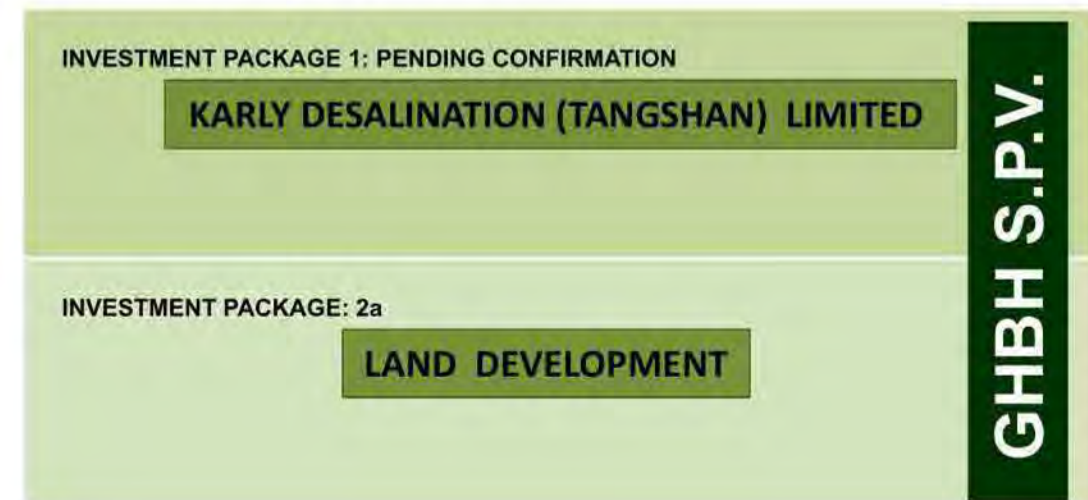 INVESTMENT PACKAGE 1: PENDING CONFIRMATION
KARLY DESALINATION (TANGSHAN) LIMITED
INVESTMENT PACKAGE: 2a
LAND DEVELOPMENT
GHBH S.P.V.